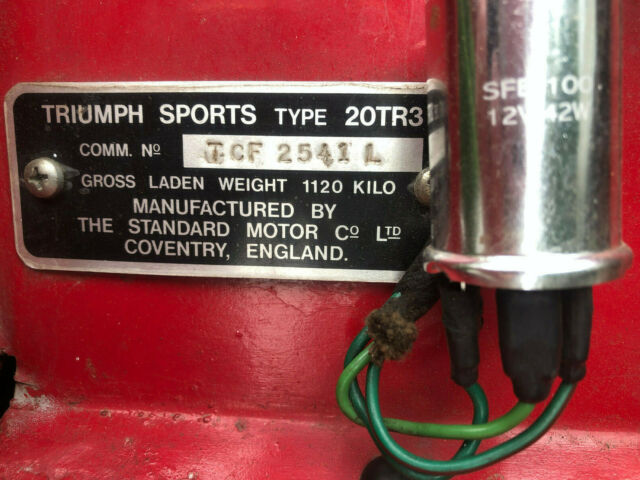 TRIUMPH SPORTS TYPE 20TR3
COMM. Nº TCF 2541 L
GROSS LADEN WEIGHT 1120 KILO
MANUFACTURED BY
THE STANDARD MOTOR Cº LTD
COVENTRY, ENGLAND.
100
12V 42W